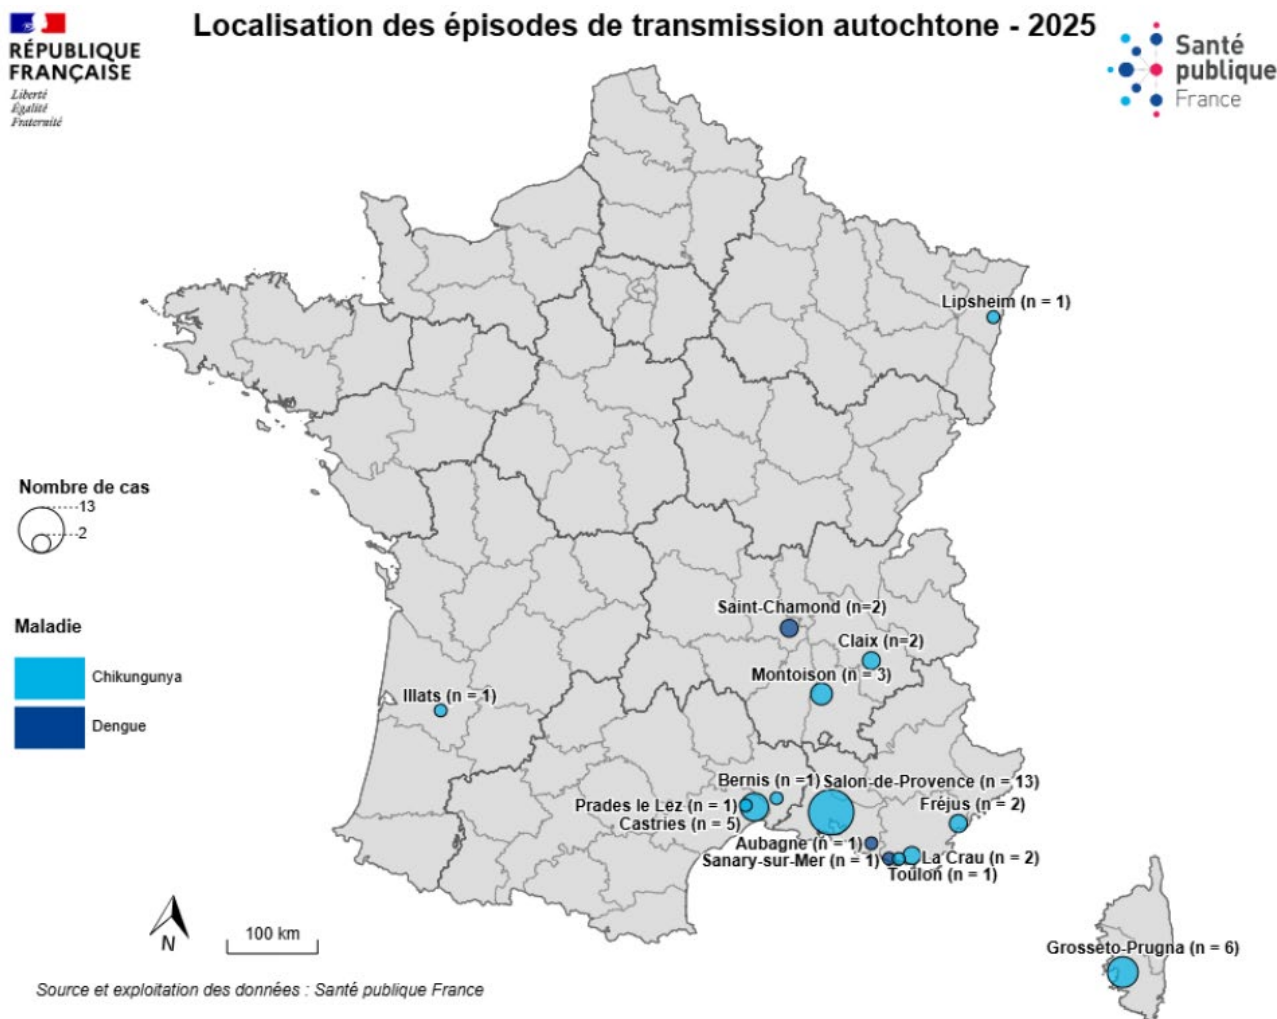 Localisation des épisodes de transmission autochtone - 2025
RÉPUBLIQUE
FRANÇAISE
Liberté
Égalité
Fraternité
Santé
publique
France
Lipsheim (n = 1)
Nombre de cas
13
2
Maladie
Chikungunya
Dengue
Saint-Chamond (n=2)
Claix (n=2)
Montoison (n = 3)
Illats (n = 1)
Bernis (n =1)
Salon-de-Provence (n = 13)
Prades le Lez (n = 1)
Fréjus (n = 2)
Castries (n = 5)
Aubagne (n = 1)
Sanary-sur-Mer (n = 1)
La Crau (n = 2)
Toulon (n = 1)
Grosseto-Prugna (n = 6)
N
100 km
Source et exploitation des données : Santé publique France